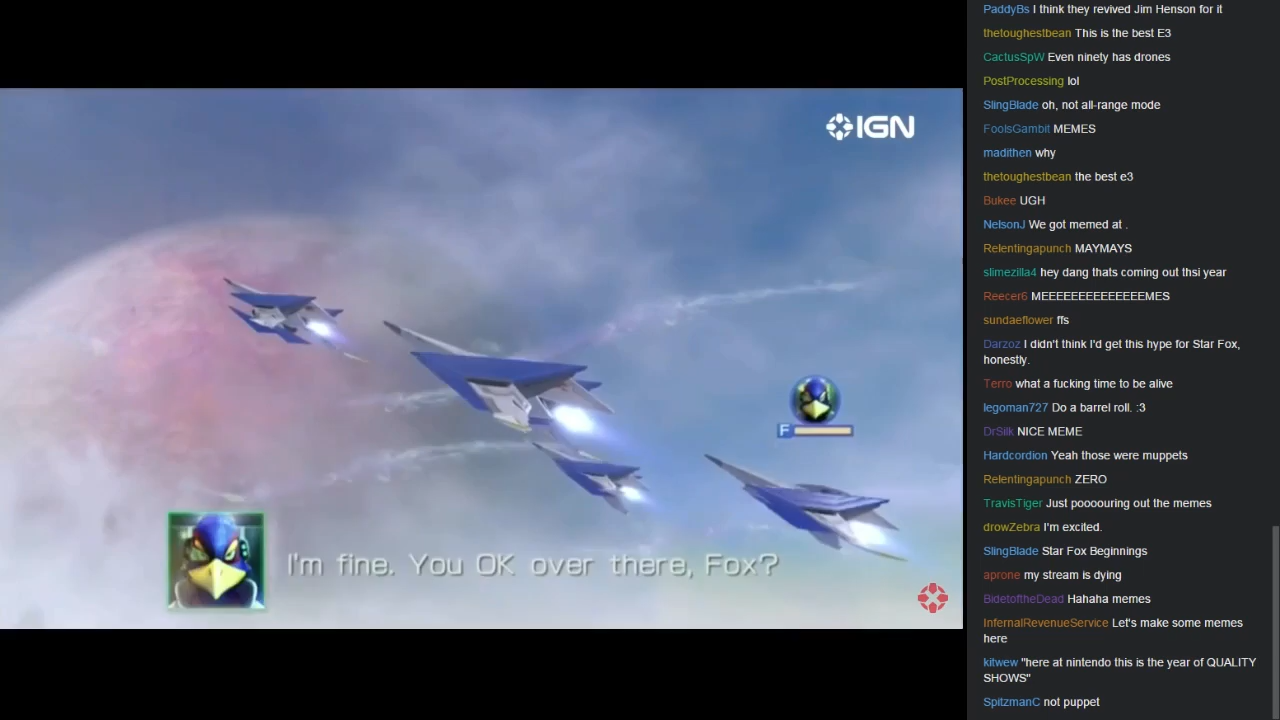 IGN
F
I'm fine. You OK over there, Fox?
PaddyBs I think they revived Jim Henson for it
thetoughestbean This is the best E3
CactusSpW Even ninety has drones
PostProcessing lol
SlingBlade oh, not all-range mode
FoolsGambit MEMES
madithen why
thetoughestbean the best e3
Bukee UGH
NelsonJ We got memed at .
Relentingapunch MAYMAYS
slimezilla4 hey dang thats coming out thsi year
Reecer6 MEEEEEEEEEEEEEEMES
sundaeflower ffs
Darzoz I didn't think I'd get this hype for Star Fox,
honestly.
Terro what a fucking time to be alive
legoman727 Do a barrel roll. :3
DrSilk NICE MEME
Hardcordion Yeah those were muppets
Relentingapunch ZERO
TravisTiger Just poooouring out the memes
drowZebra I'm excited.
SlingBlade Star Fox Beginnings
aprone my stream is dying
BidetoftheDead Hahaha memes
InfernalRevenueService Let's make some memes
here
kitwew "here at nintendo this is the year of QUALITY
SHOWS"
SpitzmanC not puppet